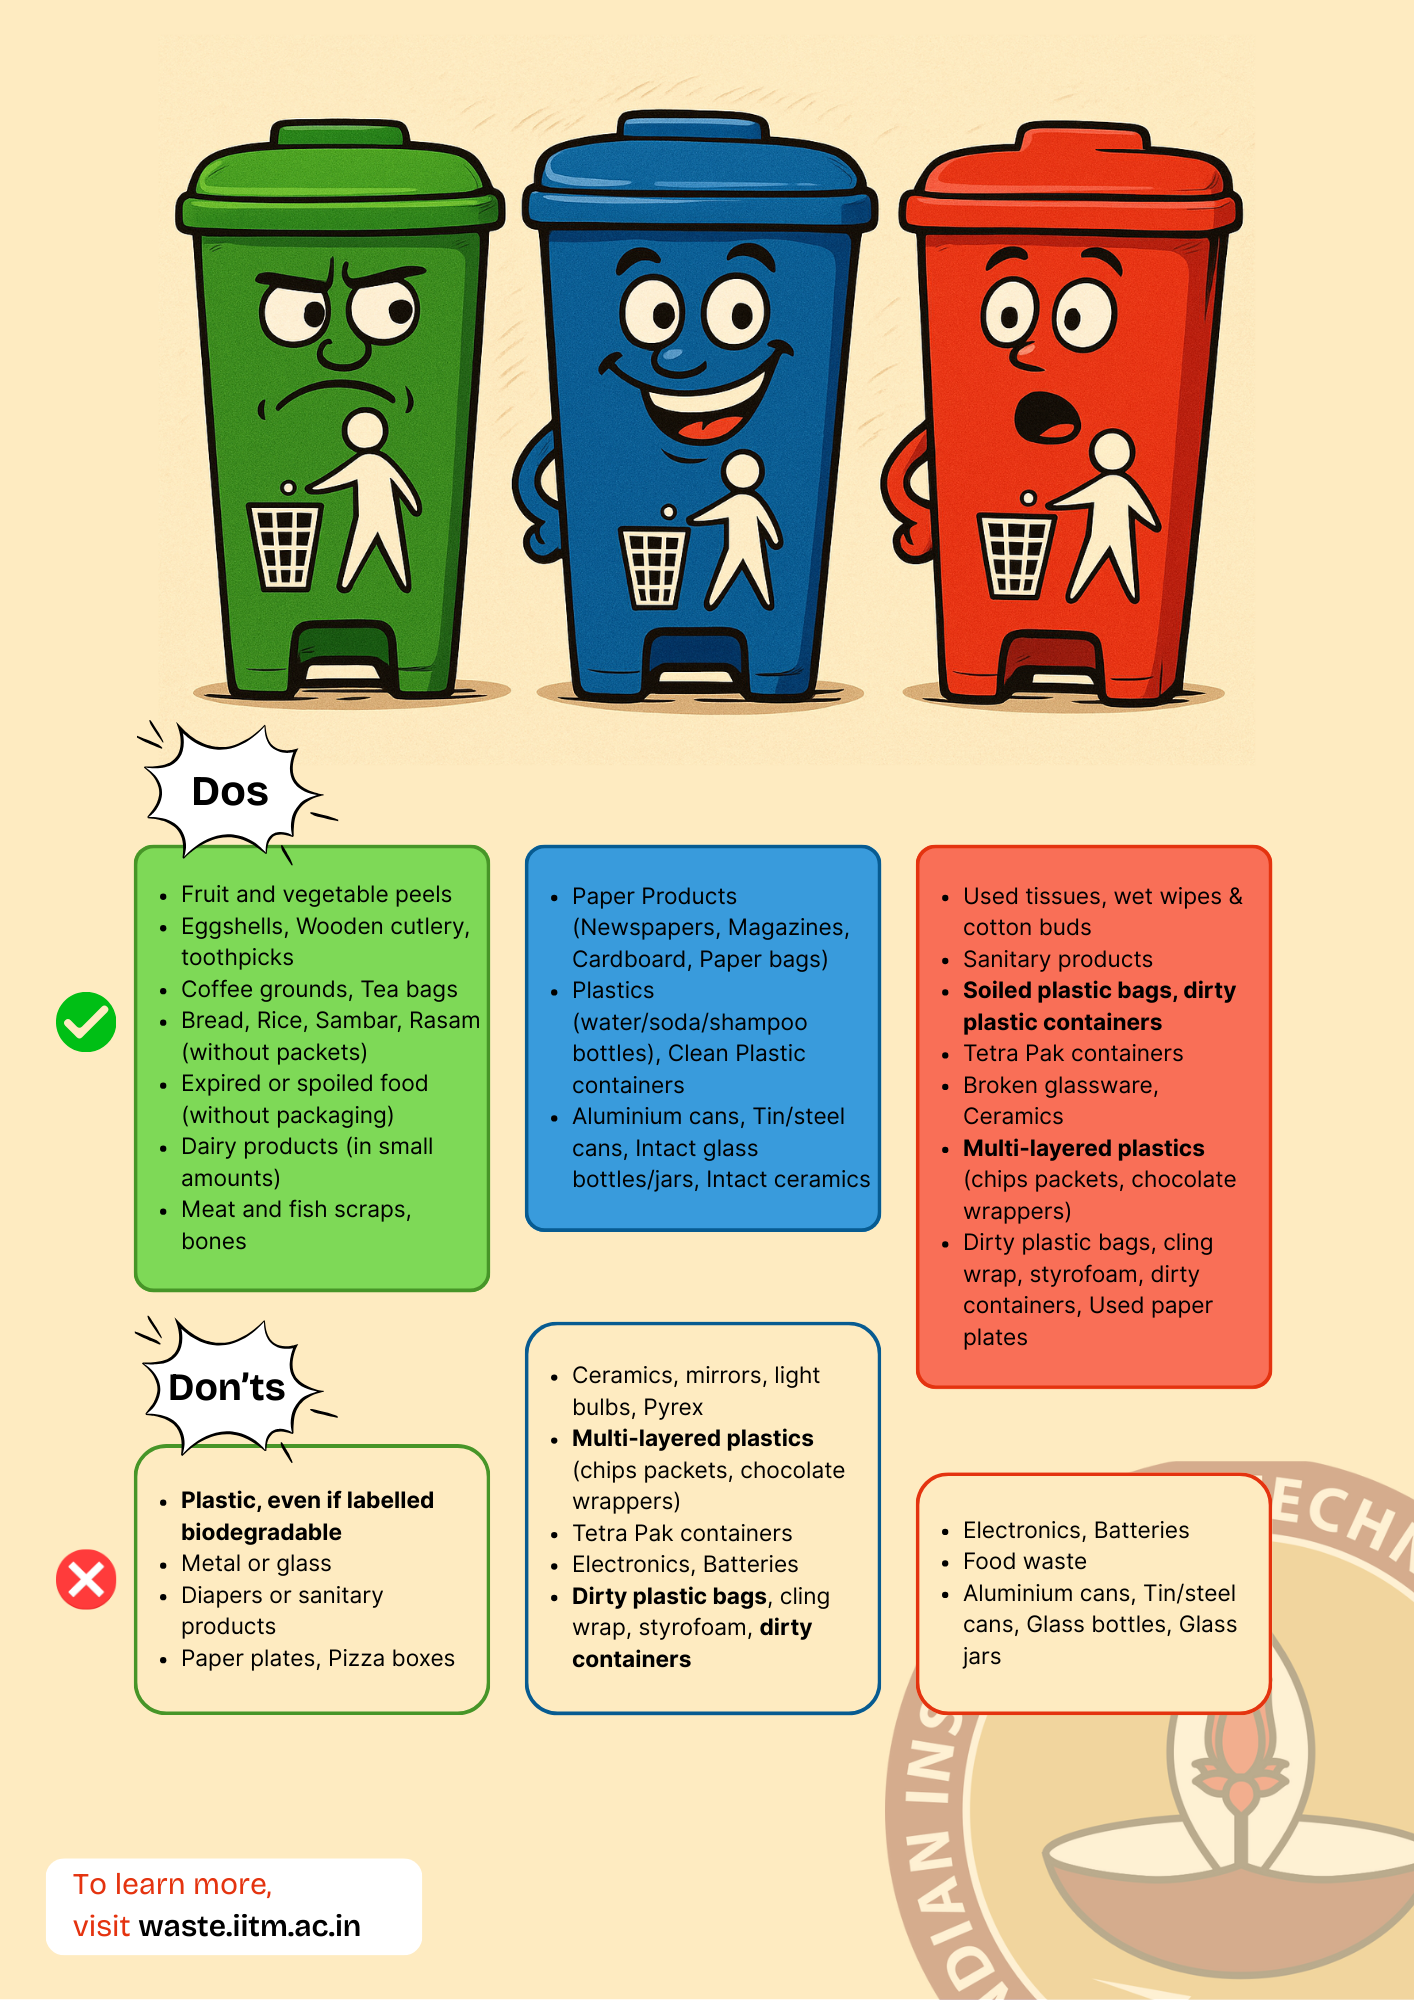 Dos
• Fruit and vegetable peels
• Eggshells, Wooden cutlery,
toothpicks
• Coffee grounds, Tea bags
• Bread, Rice, Sambar, Rasam
(without packets)
• Expired or spoiled food
(without packaging)
• Dairy products (in small
amounts)
• Meat and fish scraps,
bones
• Paper Products
(Newspapers, Magazines,
Cardboard, Paper bags)
• Plastics
(water/soda/shampoo
bottles), Clean Plastic
containers
• Aluminium cans, Tin/steel
cans, Intact glass
bottles/jars, Intact ceramics
• Used tissues, wet wipes &
cotton buds
• Sanitary products
• Soiled plastic bags, dirty
plastic containers
• Tetra Pak containers
• Broken glassware,
Ceramics
• Multi-layered plastics
(chips packets, chocolate
wrappers)
• Dirty plastic bags, cling
wrap, styrofoam, dirty
containers, Used paper
plates
Don'ts
• Plastic, even if labelled
biodegradable
• Metal or glass
• Diapers or sanitary
products
• Paper plates, Pizza boxes
• Ceramics, mirrors, light
bulbs, Pyrex
• Multi-layered plastics
(chips packets, chocolate
wrappers)
• Tetra Pak containers
• Electronics, Batteries
• Dirty plastic bags, cling
wrap, styrofoam, dirty
containers
• Electronics, Batteries
• Food waste
• Aluminium cans, Tin/steel
cans, Glass bottles, Glass
jars
To learn more,
visit waste.iitm.ac.in
NDIAN INS
ECHN